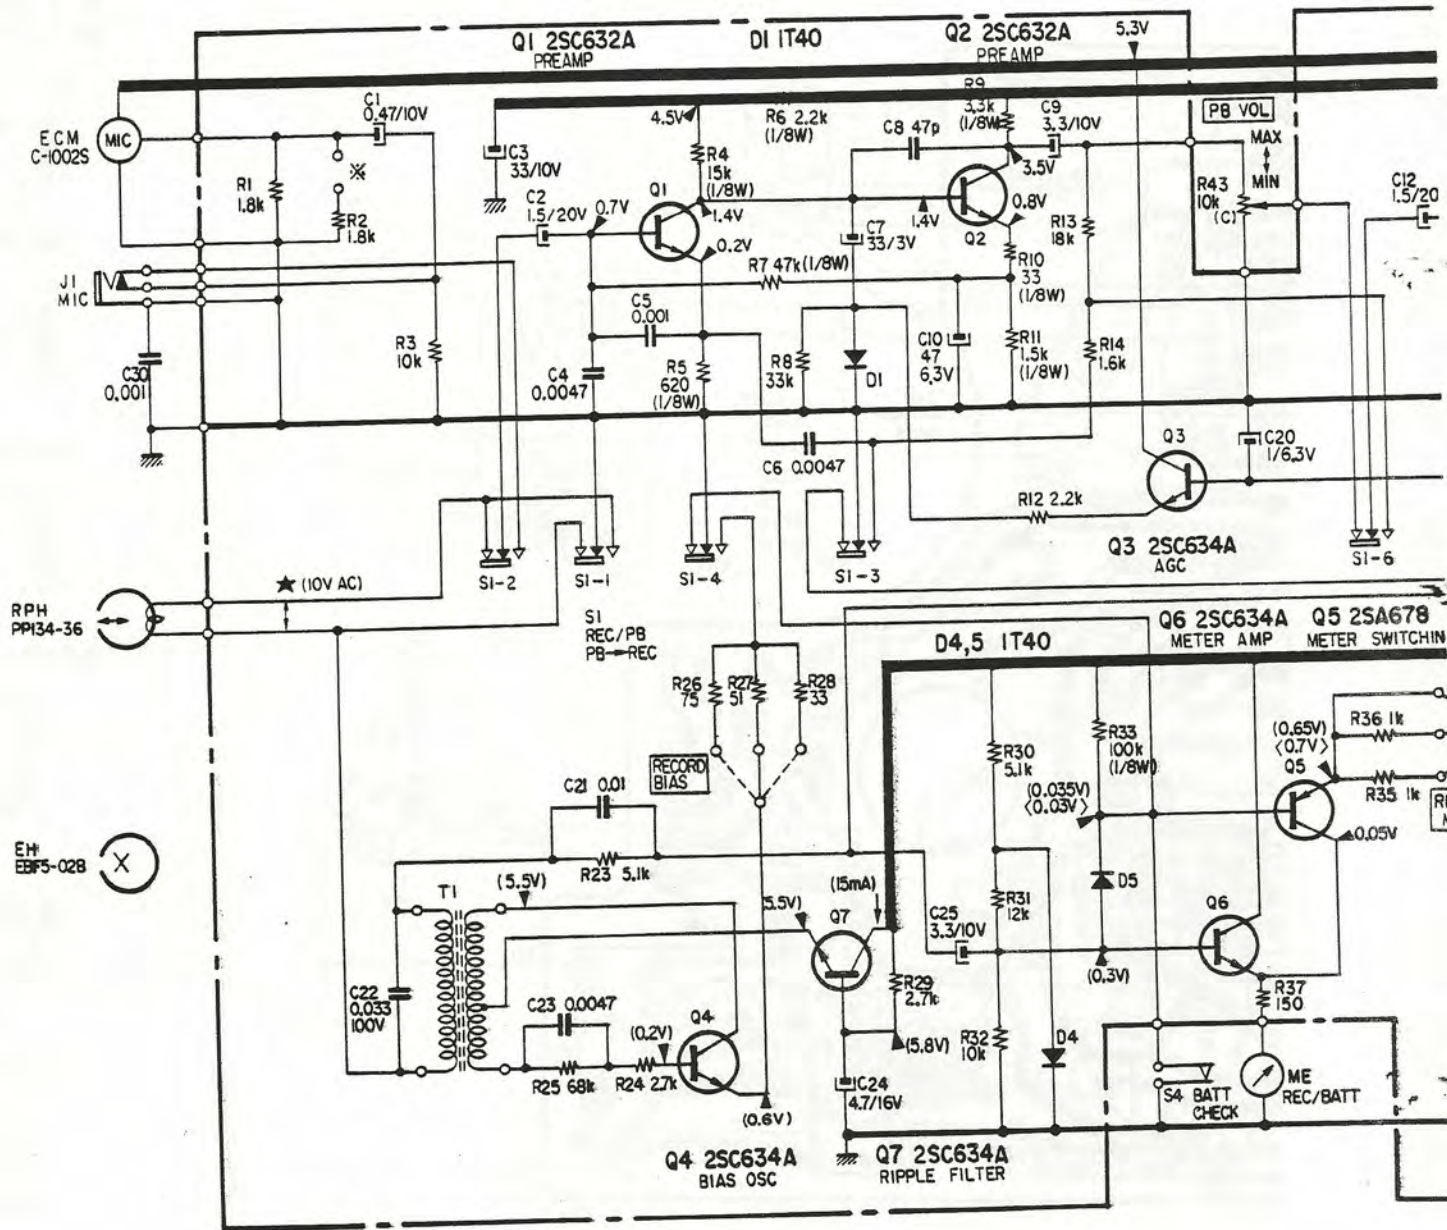 Q1 2SC632A
PREAMP
D1 1T40
Q2 2SC632A
PREAMP
5.3V
ECM
C-1002S
MIC
C1
0.47/10V
R1
1.8k
※
R2
1.8k
C3
33/10V
4.5V
R4
15k
(1/8W)
R6 2.2k
(1/8W)
R9
3.3k
(1/8W)
C8 47p
C9
3.3/10V
3.5V
PB VOL
MAX
MIN
R43
10k
(C)
C12
1.5/20
C2
1.5/20V
0.7V
Q1
1.4V
0.2V
C7
33/3V
1.4V
0.8V
Q2
R13
18k
R10
33
(1/8W)
R7 47k(1/8W)
J1
MIC
C30
0.001
R3
10k
C5
0.001
C4
0.0047
R5
620
(1/8W)
R8
33k
D1
C10
47
6.3V
R11
1.5k
(1/8W)
R14
1.6k
C6 0.0047
Q3
C20
1/6.3V
R12 2.2k
Q3 2SC634A
AGC
S1-2
S1-1
S1-4
S1-3
S1-6
★ (10V AC)
RPH
PP134-36
S1
REC/PB
PB→REC
D4,5 1T40
Q6 2SC634A
METER AMP
Q5 2SA678
METER SWITCHIN
R26
75
R27
51
R28
33
RECORD
BIAS
R30
5.1k
R33
100k
(1/8W)
(0.65V)
<0.7V>
Q5
R36 1k
R35 1k
(0.035V)
<0.03V>
0.05V
C21 0.01
R23 5.1k
EH
EBF5-02B
T1
(5.5V)
(5.5V)
(15mA)
Q7
C25
3.3/10V
R31
12k
D5
Q6
(0.3V)
R37
150
C22
0.033
100V
C23 0.0047
R25 68k
R24 2.7k
(0.2V)
Q4
(0.6V)
R29
2.7k
(5.8V)
C24
4.7/16V
R32
10k
D4
S4 BATT
CHECK
ME
REC/BATT
Q4 2SC634A
BIAS OSC
Q7 2SC634A
RIPPLE FILTER